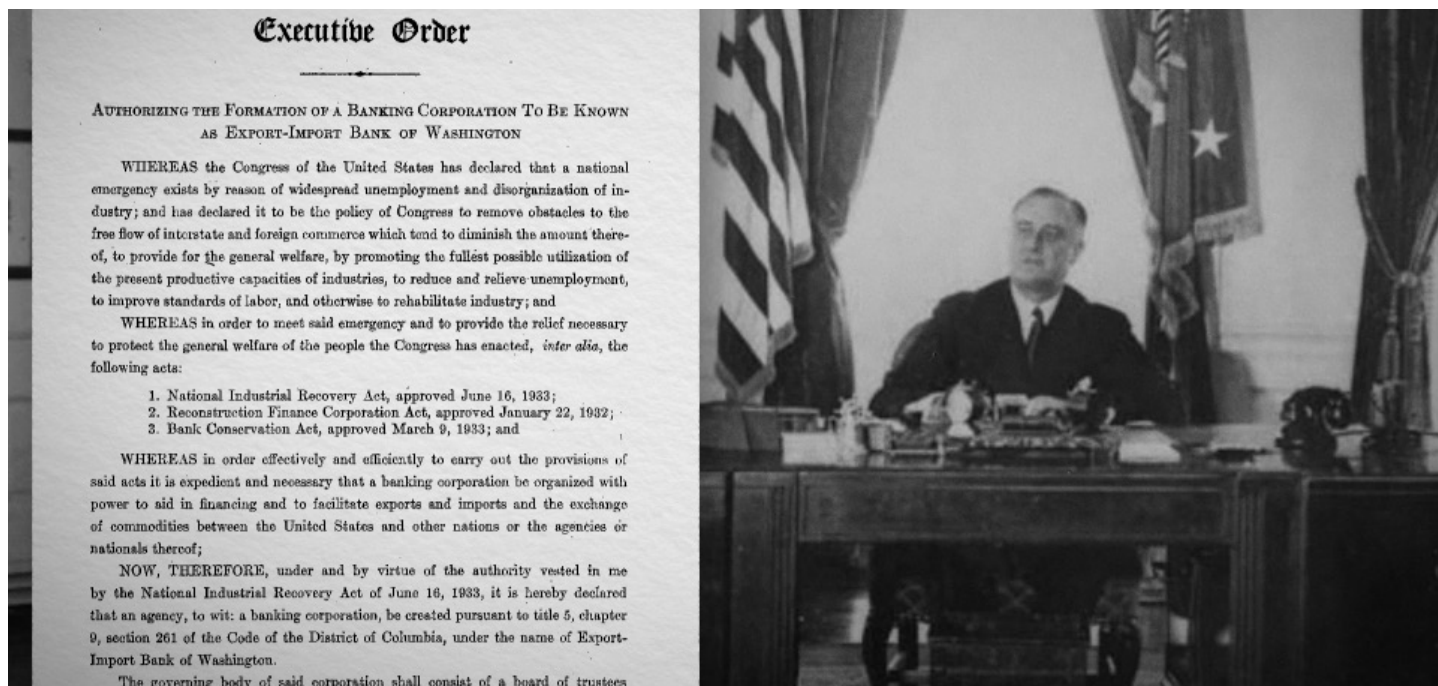 Executive Order
AUTHORIZING THE FORMATION OF A BANKING CORPORATION TO BE KNOWN
AS EXPORT-IMPORT BANK OF WASHINGTON
WHEREAS the Congress of the United States has declared that a national
emergency exists by reason of widespread unemployment and disorganization of in-
dustry; and has declared it to be the policy of Congress to remove obstacles to the
free flow of interstate and foreign commerce which tend to diminish the amount there-
of, to provide for the general welfare, by promoting the fullest possible utilization of
the present productive capacities of industries, to reduce and relieve unemployment,
to improve standards of labor, and otherwise to rehabilitate industry; and
WHEREAS in order to meet said emergency and to provide the relief necessary
to protect the general welfare of the people the Congress has enacted, inter alia, the
following acts:
1. National Industrial Recovery Act, approved June 16, 1933;
2. Reconstruction Finance Corporation Act, approved January 22, 1932;
3. Bank Conservation Act, approved March 9, 1933; and
WHEREAS in order effectively and efficiently to carry out the provisions of
said acts it is expedient and necessary that a banking corporation be organized with
power to aid in financing and to facilitate exports and imports and the exchange
of commodities between the United States and other nations or the agencies or
nationals thereof;
NOW, THEREFORE, under and by virtue of the authority vested in me
by the National Industrial Recovery Act of June 16, 1933, it is hereby declared
that an agency, to wit: a banking corporation, be created pursuant to title 5, chapter
9, section 261 of the Code of the District of Columbia, under the name of Export-
Import Bank of Washington.
The governing body of said corporation shall consist of a board of trustees